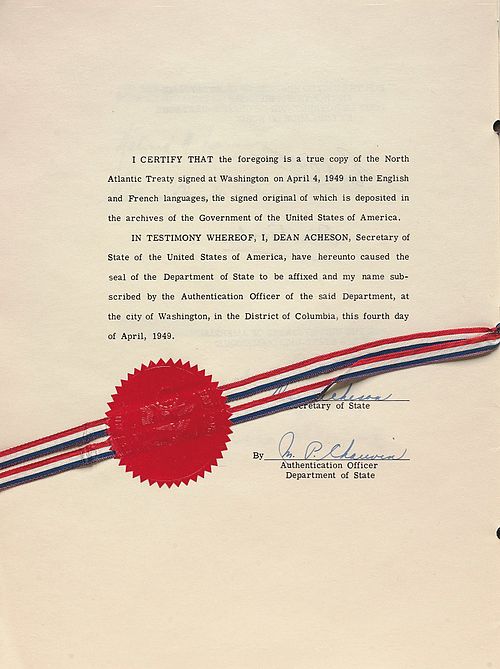 I CERTIFY THAT the foregoing is a true copy of the North
Atlantic Treaty signed at Washington on April 4, 1949 in the English
and French languages, the signed original of which is deposited in
the archives of the Government of the United States of America.
IN TESTIMONY WHEREOF, I, DEAN ACHESON, Secretary of
State of the United States of America, have hereunto caused the
seal of the Department of State to be affixed and my name sub-
scribed by the Authentication Officer of the said Department, at
the city of Washington, in the District of Columbia, this fourth day
of April, 1949.
Acheson
Secretary of State
By M. P. Chauvin
Authentication Officer
Department of State